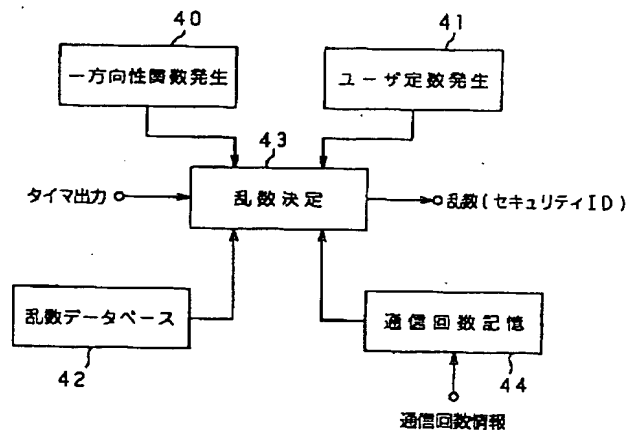 40
41
一方向性関数発生
ユーザ定数発生
43
タイマ出力
乱数決定
乱数(セキュリティID)
乱数データベース
通信回数記憶
42
44
通信回数情報